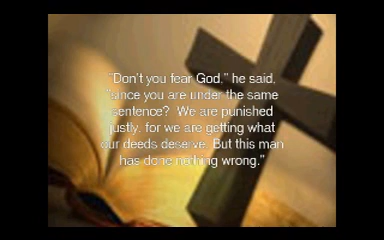 "Don't you fear God," he said,
"since you are under the same
sentence? We are punished
justly, for we are getting what
our deeds deserve. But this man
has done nothing wrong."